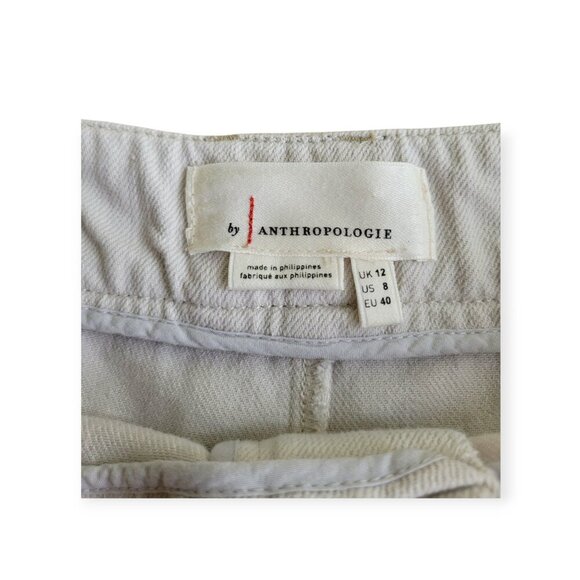 by ANTHROPOLOGIE
made in philippines
fabriqué aux philippines
UK 12
US 8
EU 40